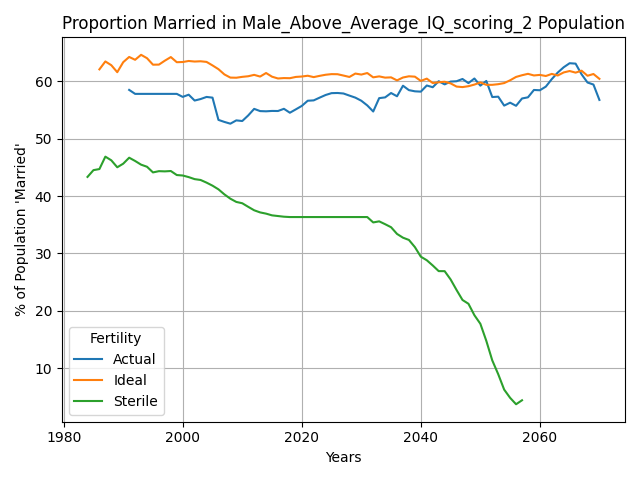 Proportion Married in Male_Above_Average_IQ_scoring_2 Population
% of Population 'Married'
60
50
40
30
20
10
Fertility
Actual
Ideal
Sterile
1980 2000 2020 2040 2060
Years